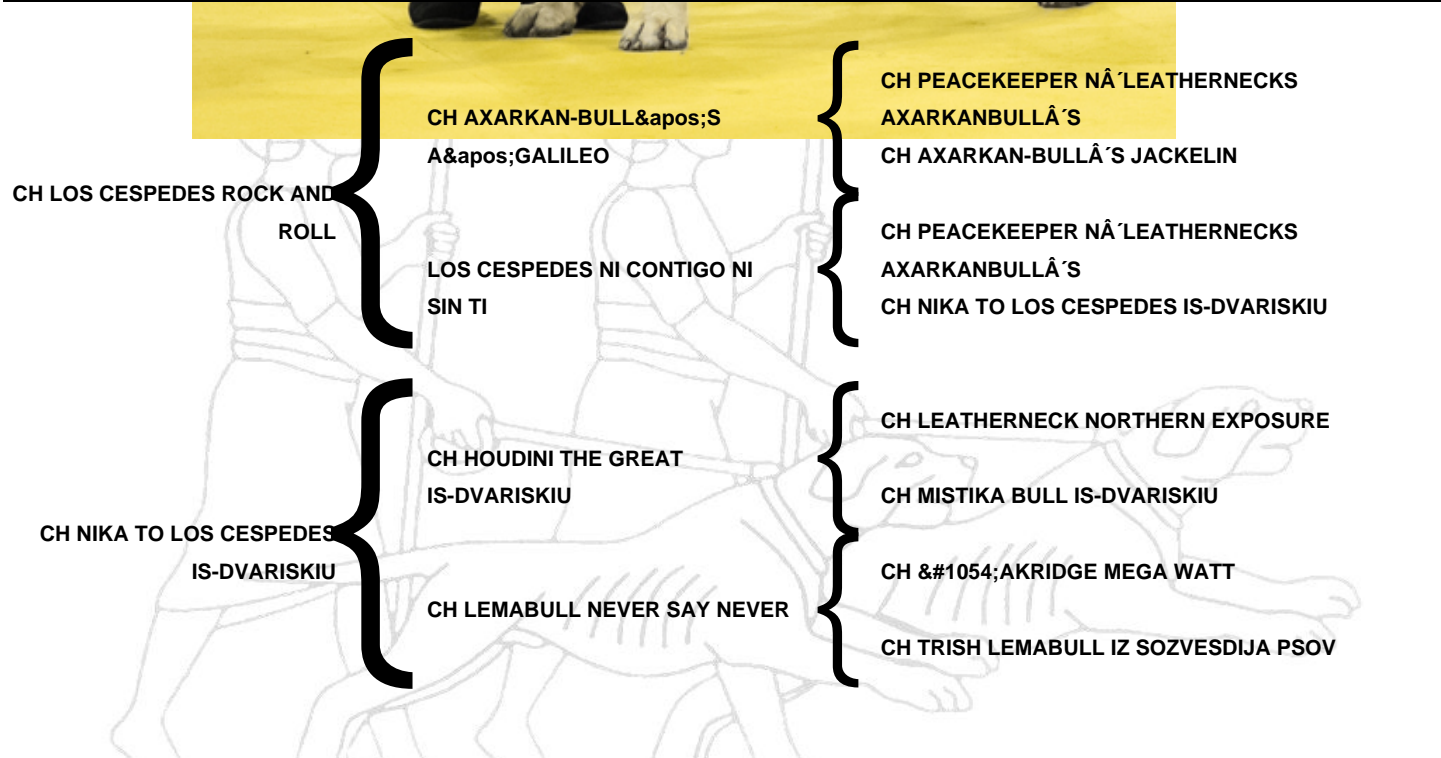 CH LOS CESPEDES ROCK AND
ROLL
CH AXARKAN-BULL&apos;S
A&apos;GALILEO
CH PEACEKEEPER NÂ´LEATHERNECKS
AXARKANBULLÂ´S
CH AXARKAN-BULLÂ´S JACKELIN
LOS CESPEDES NI CONTIGO NI
SIN TI
CH PEACEKEEPER NÂ´LEATHERNECKS
AXARKANBULLÂ´S
CH NIKA TO LOS CESPEDES IS-DVARISKIU
CH NIKA TO LOS CESPEDES
IS-DVARISKIU
CH HOUDINI THE GREAT
IS-DVARISKIU
CH LEATHERNECK NORTHERN EXPOSURE
CH MISTIKA BULL IS-DVARISKIU
CH LEMABULL NEVER SAY NEVER
CH &#1054;AKRIDGE MEGA WATT
CH TRISH LEMABULL IZ SOZVESDIJA PSOV